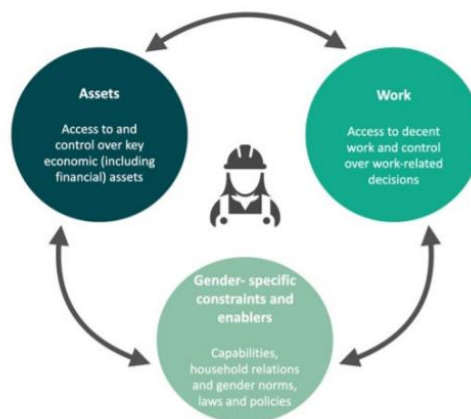 Assets
Access to and
control over key
economic (including
financial) assets
Work
Access to decent
work and control
over work-related
decisions
Gender- specific
constraints and
enablers
Capabilities,
household relations
and gender norms,
laws and policies